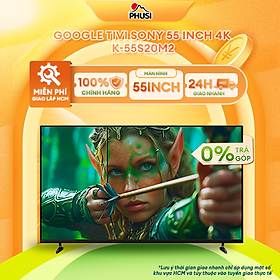 PHUSI
GOOGLE TIVI SONY 55 INCH 4K
K-55S20M2
MIỄN PHÍ
GIAO LẮP HCM
100%
CHÍNH HÃNG
MÀN HÌNH
55INCH
24H
GIAO NHANH
0% TRẢ
GÓP
*Lưu ý thời gian giao nhanh chỉ áp dụng một số
khu vực HCM và tùy thuộc vào tuyến giao thực tế